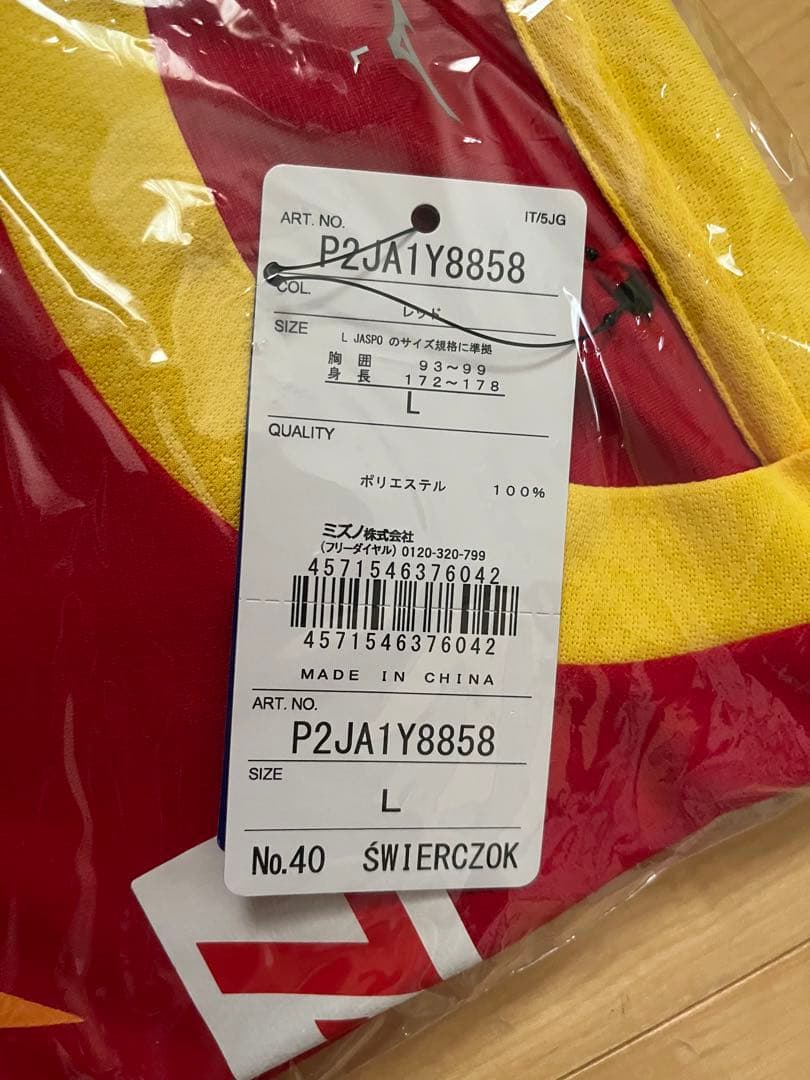 L
ART. NO.
IT/5JG
P2JA1Y8858
COL.
レッド
SIZE
L JASPO のサイズ規格に準拠
胸 囲 93～99
身 長 172～178
L
QUALITY
ポリエステル 100%
ミズノ株式会社
(フリーダイヤル) 0120-320-799
4571546376042
4571546376042
MADE IN CHINA
ART. NO.
P2JA1Y8858
SIZE
L
No.40 ŚWIERCZOK